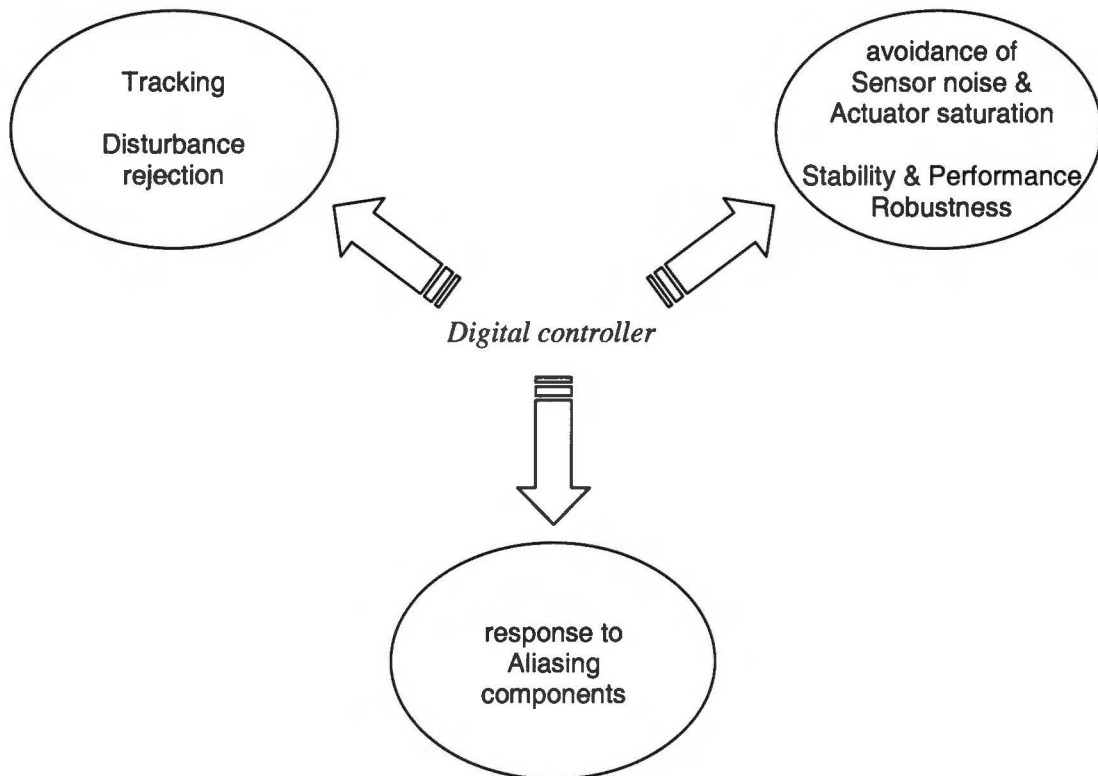 Tracking
Disturbance
rejection
avoidance of
Sensor noise &
Actuator saturation
Stability & Performance
Robustness
Digital controller
response to
Aliasing
components